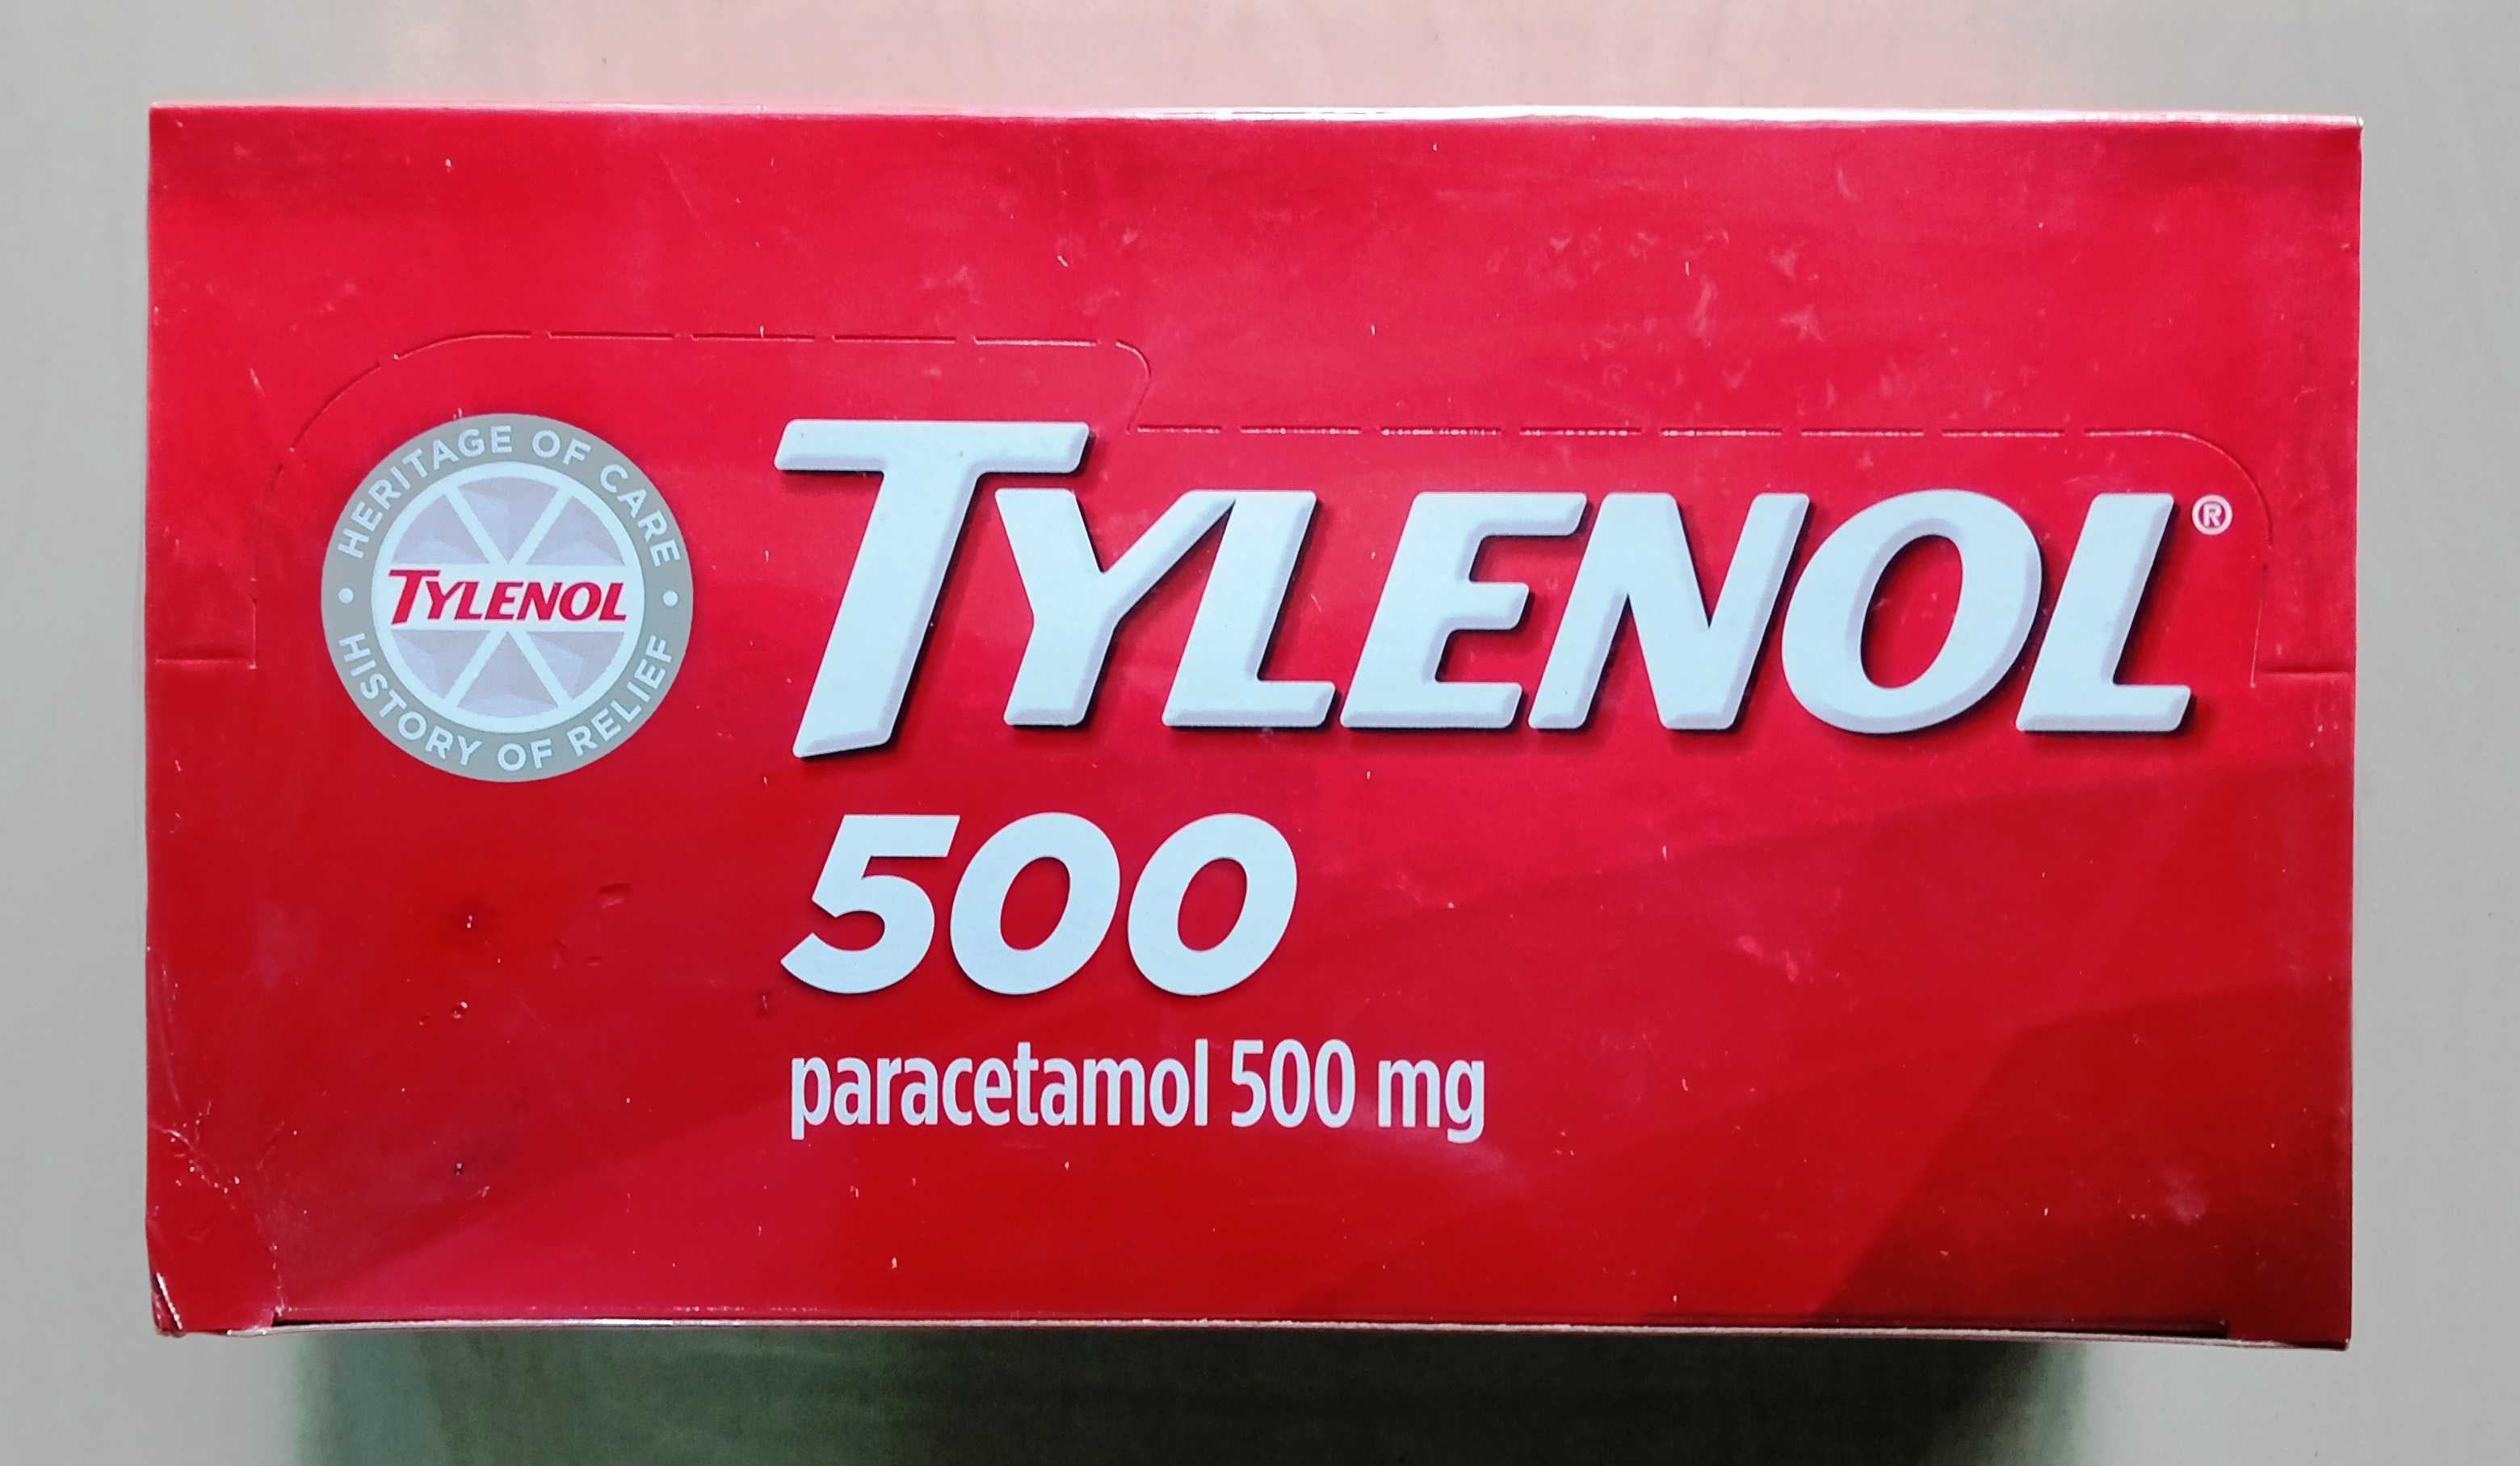 HERITAGE OF CARE
TYLENOL
HISTORY OF RELIEF
TYLENOL®
500
paracetamol 500 mg